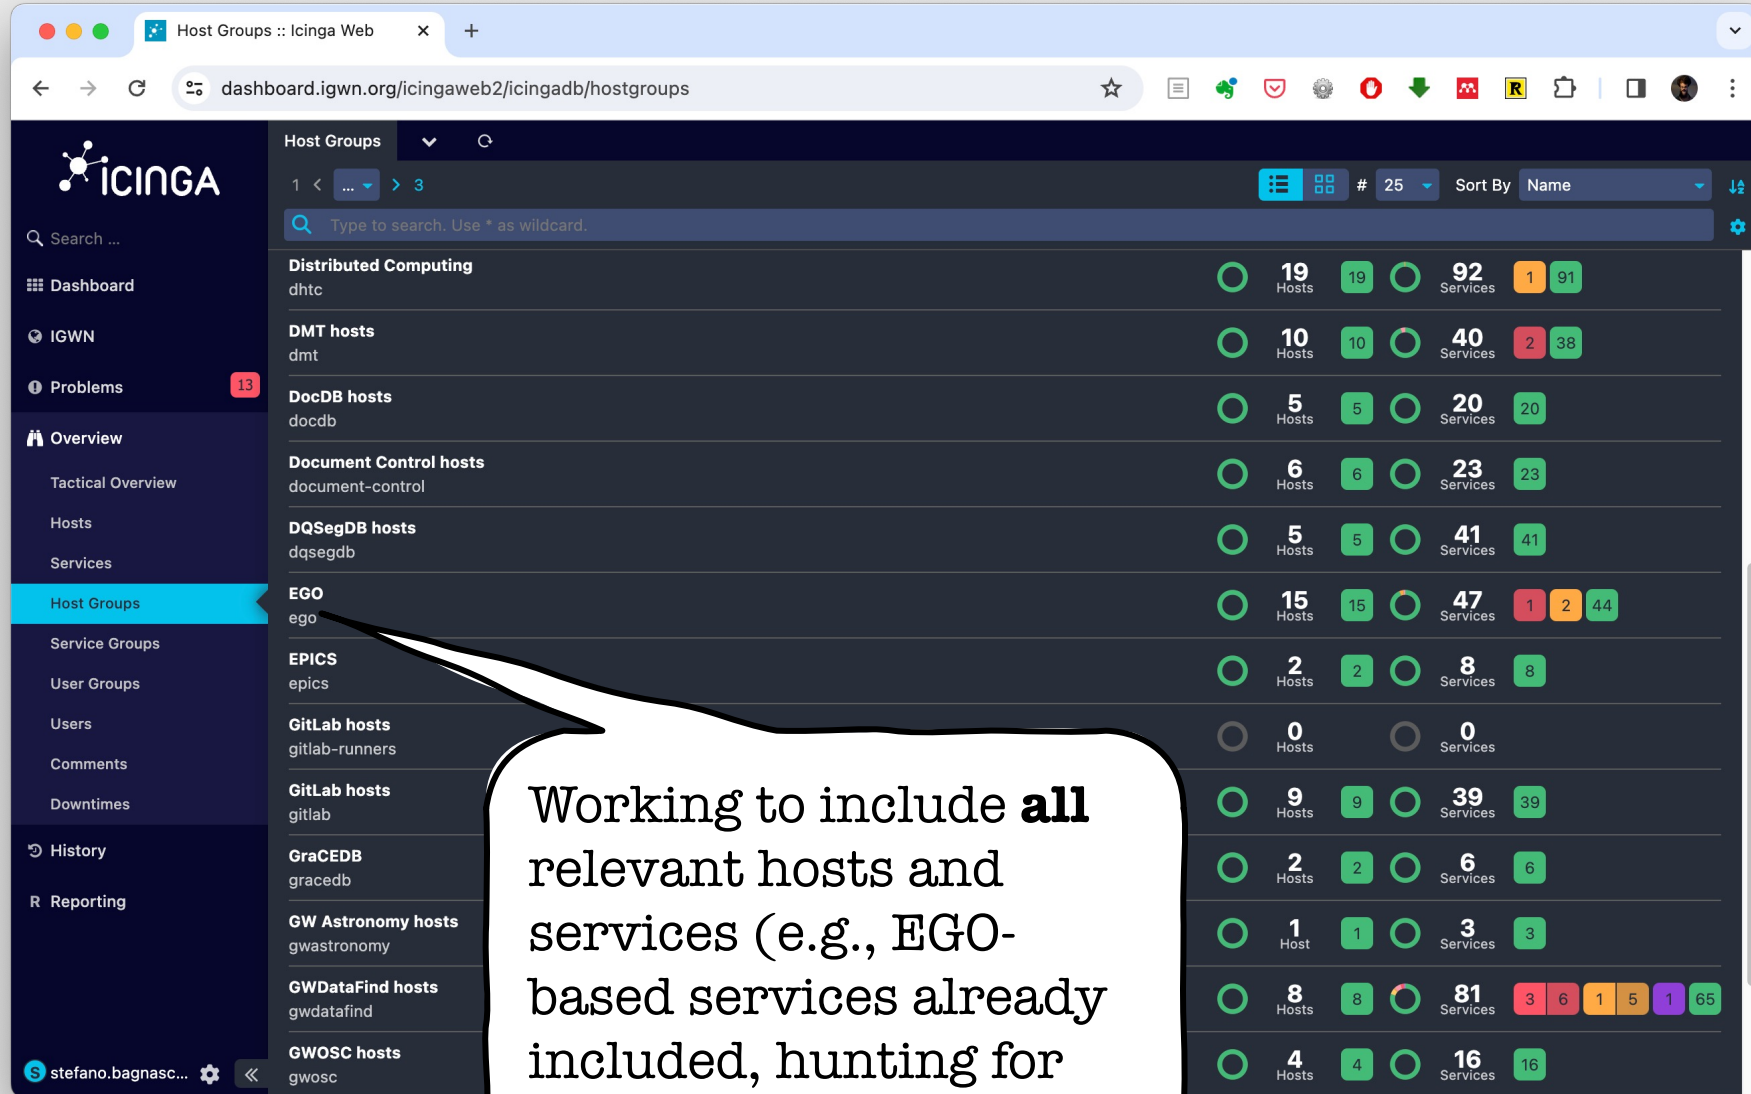 Host Groups :: Icinga Web
dashboard.igwn.org/icingaweb2/icingadb/hostgroups
ICINGA
Search ...
Dashboard
IGWN
Problems 13
Overview
Tactical Overview
Hosts
Services
Host Groups
Service Groups
User Groups
Users
Comments
Downtimes
History
R Reporting
S stefano.bagnasc...
Host Groups
1 ... 3
# 25 Sort By Name
Type to search. Use * as wildcard.
Distributed Computing
dhtc
19 Hosts 19 92 Services 1 91
DMT hosts
dmt
10 Hosts 10 40 Services 2 38
DocDB hosts
docdb
5 Hosts 5 20 Services 20
Document Control hosts
document-control
6 Hosts 6 23 Services 23
DQSegDB hosts
dqsegdb
5 Hosts 5 41 Services 41
EGO
ego
15 Hosts 15 47 Services 1 2 44
EPICS
epics
2 Hosts 2 8 Services 8
GitLab hosts
gitlab-runners
0 Hosts 0 Services
GitLab hosts
gitlab
9 Hosts 9 39 Services 39
GraCEDB
gracedb
2 Hosts 2 6 Services 6
GW Astronomy hosts
gwastronomy
1 Host 1 3 Services 3
GWDataFind hosts
gwdatafind
8 Hosts 8 81 Services 3 6 1 5 1 65
GWOSC hosts
gwosc
4 Hosts 4 16 Services 16
Working to include all
relevant hosts and
services (e.g., EGO-
based services already
included, hunting for